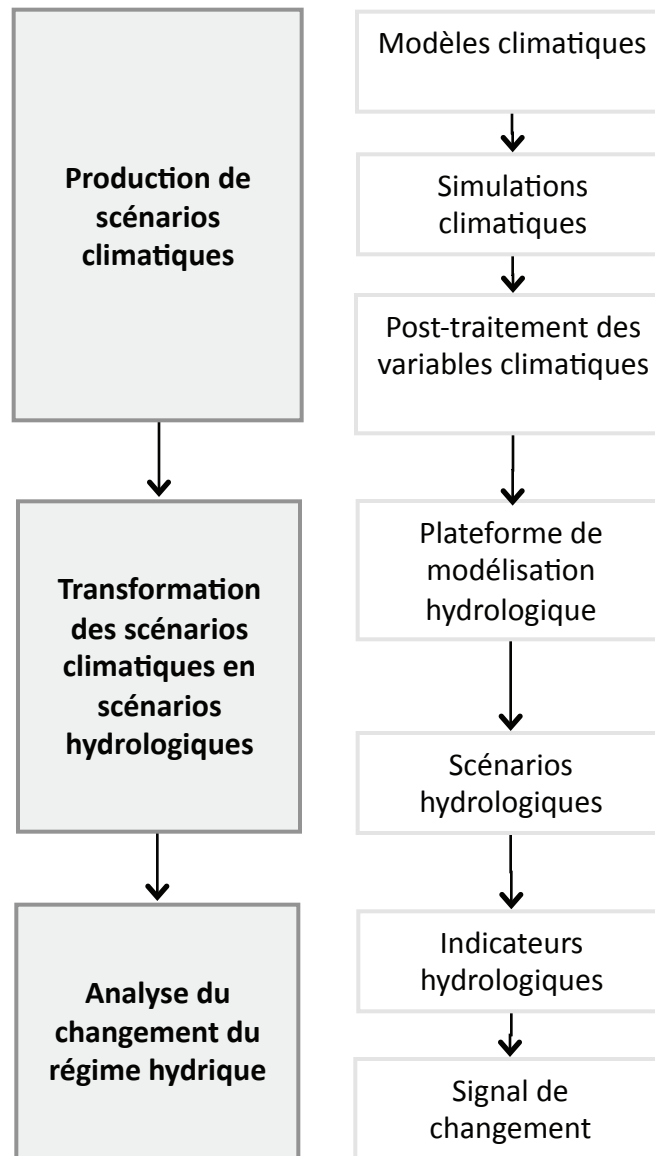 Production de
scénarios
climatiques
Transformation
des scénarios
climatiques en
scénarios
hydrologiques
Analyse du
changement du
régime hydrique
Modèles climatiques
Simulations
climatiques
Post-traitement des
variables climatiques
Plateforme de
modélisation
hydrologique
Scénarios
hydrologiques
Indicateurs
hydrologiques
Signal de
changement